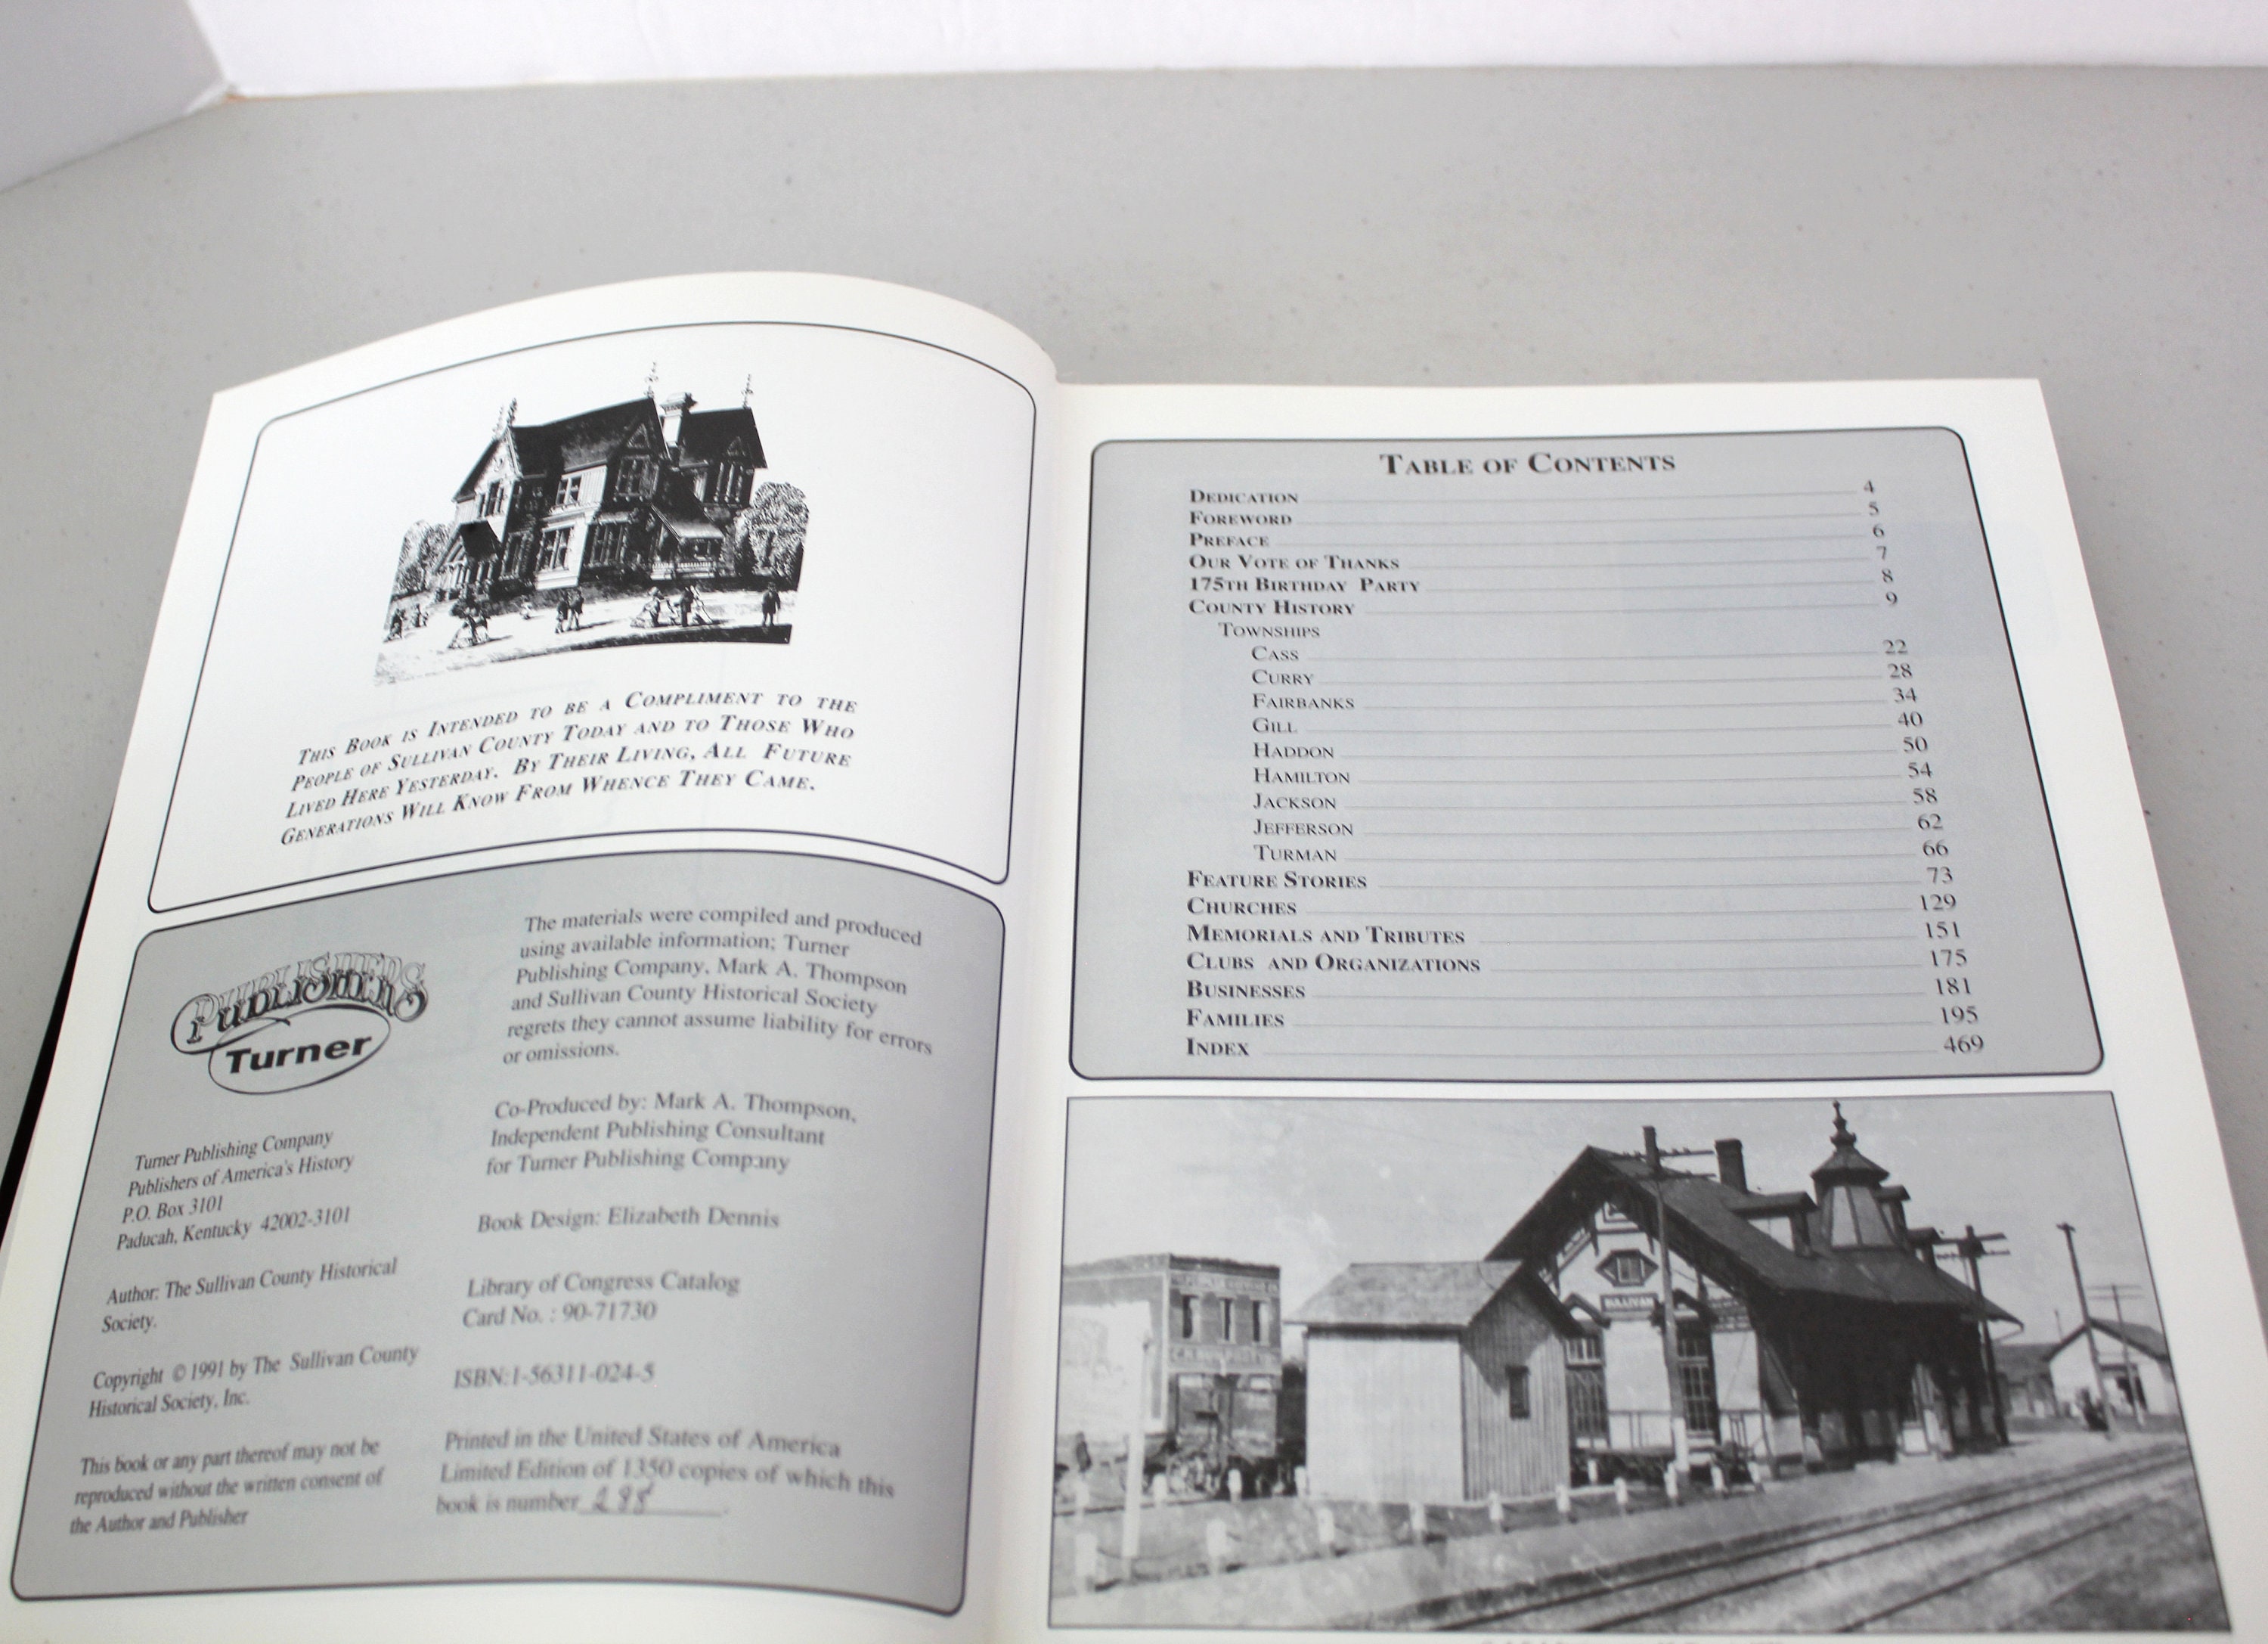 THIS BOOK IS INTENDED TO BE A COMPLIMENT TO THE
PEOPLE OF SULLIVAN COUNTY TODAY AND TO THOSE WHO
LIVED HERE YESTERDAY. BY THEIR LIVING, ALL FUTURE
GENERATIONS WILL KNOW FROM WHENCE THEY CAME.
PUBLISHERS
Turner
Turner Publishing Company
Publishers of America's History
P.O. Box 3101
Paducah, Kentucky 42002-3101
Author: The Sullivan County Historical
Society.
Copyright © 1991 by The Sullivan County
Historical Society, Inc.
This book or any part thereof may not be
reproduced without the written consent of
the Author and Publisher
The materials were compiled and produced
using available information; Turner
Publishing Company, Mark A. Thompson
and Sullivan County Historical Society
regrets they cannot assume liability for errors
or omissions.
Co-Produced by: Mark A. Thompson,
Independent Publishing Consultant
for Turner Publishing Company
Book Design: Elizabeth Dennis
Library of Congress Catalog
Card No. : 90-71730
ISBN:1-56311-024-5
Printed in the United States of America
Limited Edition of 1350 copies of which this
book is number
TABLE OF CONTENTS
DEDICATION 4
FOREWORD 5
PREFACE 6
OUR VOTE OF THANKS 7
175TH BIRTHDAY PARTY 8
COUNTY HISTORY 9
TOWNSHIPS
CASS 22
CURRY 28
FAIRBANKS 34
GILL 40
HADDON 50
HAMILTON 54
JACKSON 58
JEFFERSON 62
TURMAN 66
FEATURE STORIES 73
CHURCHES 129
MEMORIALS AND TRIBUTES 151
CLUBS AND ORGANIZATIONS 175
BUSINESSES 181
FAMILIES 195
INDEX 469
SULLIVAN